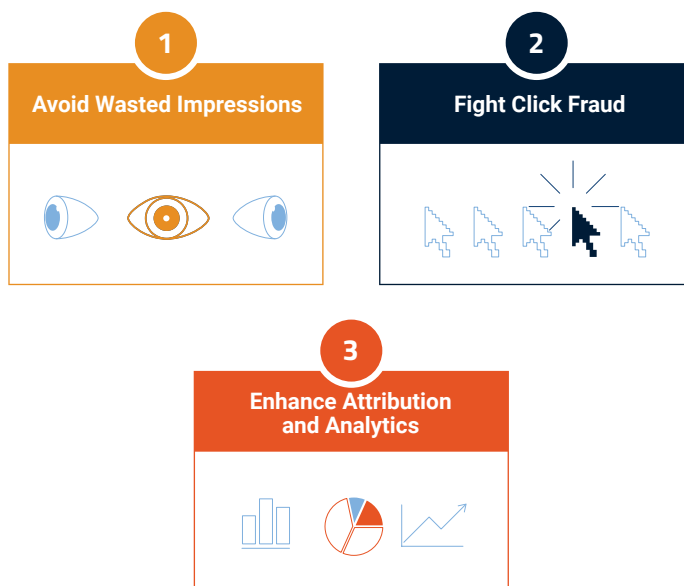 1
Avoid Wasted Impressions
2
Fight Click Fraud
3
Enhance Attribution
and Analytics